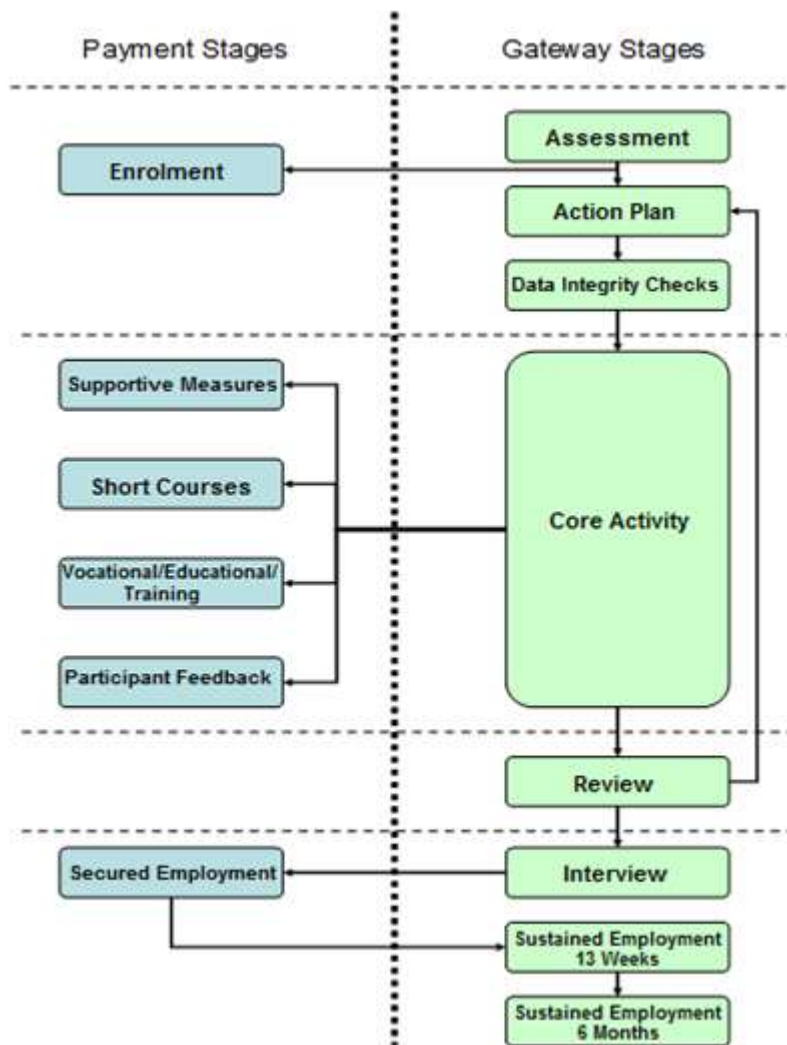 Payment Stages
Gateway Stages
Assessment
Enrolment
Action Plan
Data Integrity Checks
Supportive Measures
Short Courses
Core Activity
Vocational/Educational/
Training
Participant Feedback
Review
Secured Employment
Interview
Sustained Employment
13 Weeks
Sustained Employment
6 Months